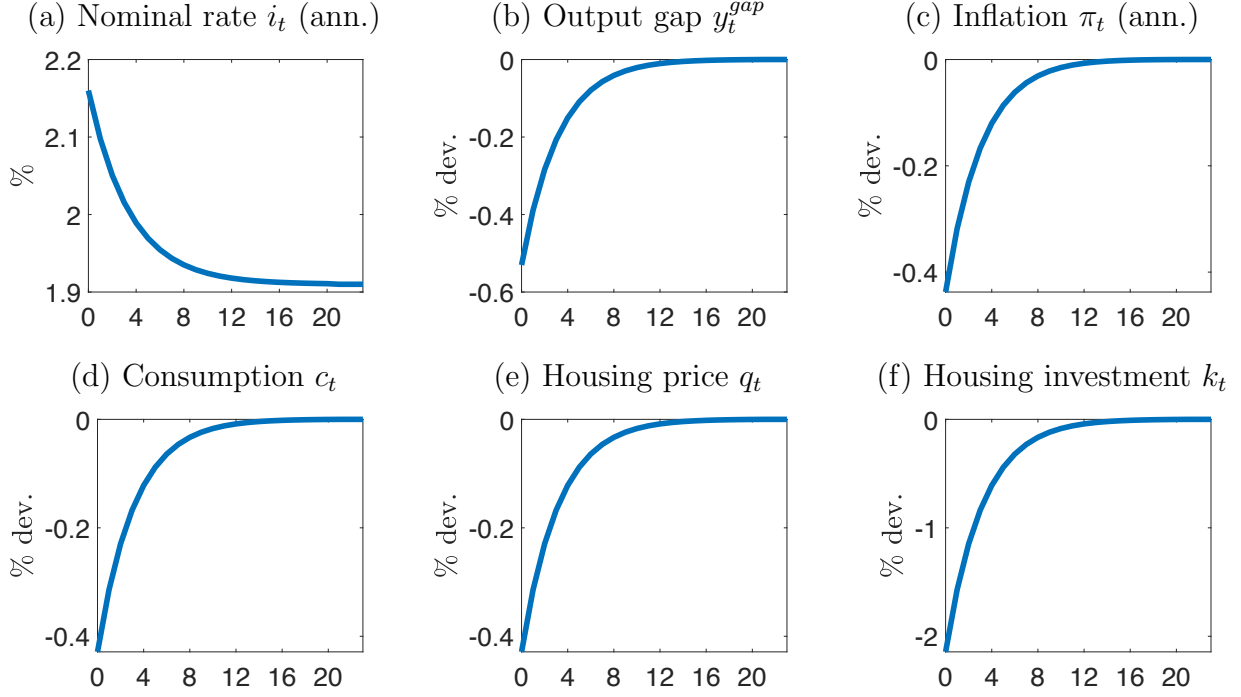 (a) Nominal rate i_t (ann.)
(b) Output gap y_t^{gap}
(c) Inflation π_t (ann.)
2.2
2.1
2
1.9
%
0 4 8 12 16 20
0
-0.2
-0.4
-0.6
% dev.
0 4 8 12 16 20
0
-0.2
-0.4
% dev.
0 4 8 12 16 20
(d) Consumption c_t
(e) Housing price q_t
(f) Housing investment k_t
0
-0.2
-0.4
% dev.
0 4 8 12 16 20
0
-0.2
-0.4
% dev.
0 4 8 12 16 20
0
-1
-2
% dev.
0 4 8 12 16 20